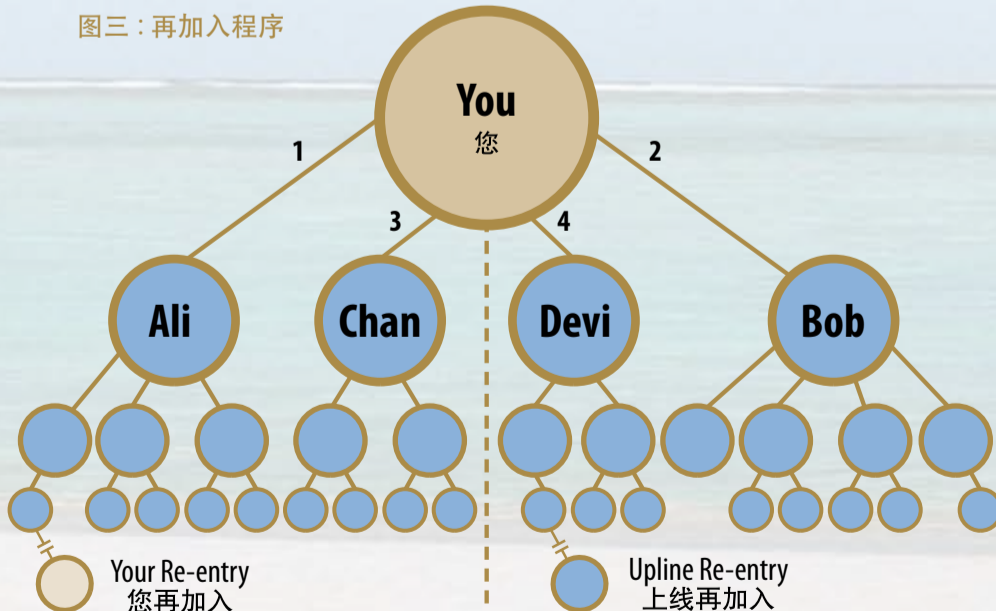 图三：再加入程序
You
您
1
2
3
4
Ali
Chan
Devi
Bob
Your Re-entry
您再加入
Upline Re-entry
上线再加入